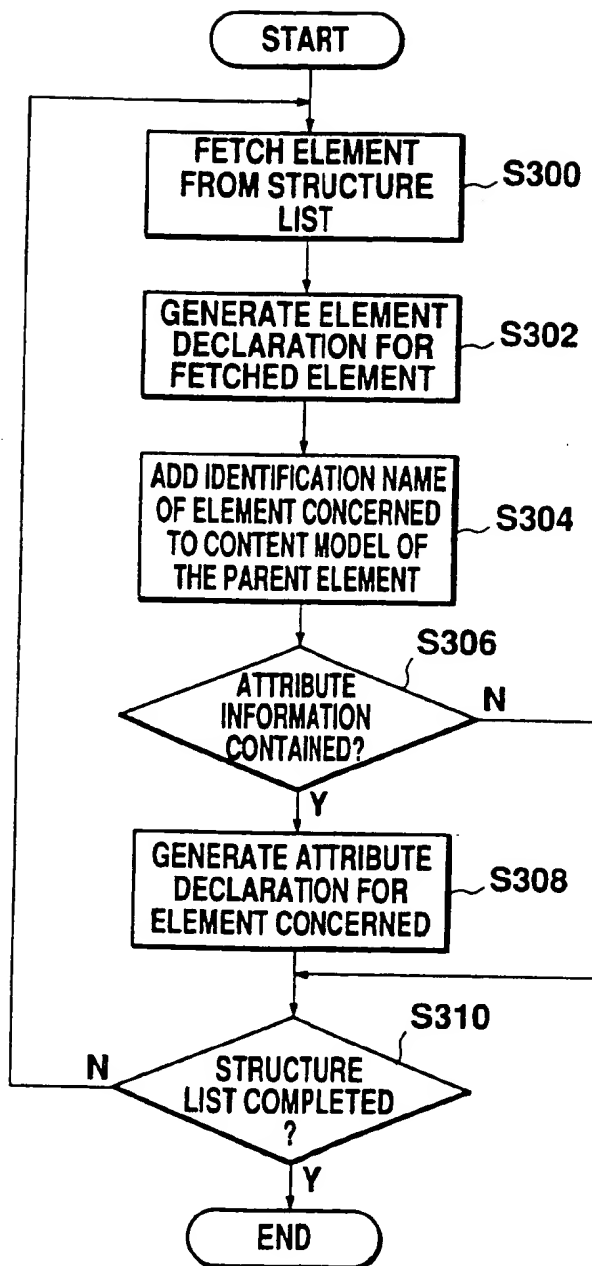 START
FETCH ELEMENT
FROM STRUCTURE
LIST
S300
GENERATE ELEMENT
DECLARATION FOR
FETCHED ELEMENT
S302
ADD IDENTIFICATION NAME
OF ELEMENT CONCERNED
TO CONTENT MODEL OF
THE PARENT ELEMENT
S304
S306
ATTRIBUTE
INFORMATION
CONTAINED?
N
Y
GENERATE ATTRIBUTE
DECLARATION FOR
ELEMENT CONCERNED
S308
S310
N
STRUCTURE
LIST COMPLETED
?
Y
END